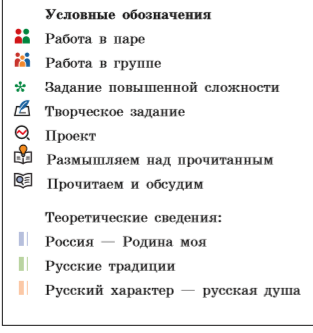 Условные обозначения
Работа в паре
Работа в группе
Задание повышенной сложности
Творческое задание
Проект
Размышляем над прочитанным
Прочитаем и обсудим
Теоретические сведения:
Россия — Родина моя
Русские традиции
Русский характер — русская душа